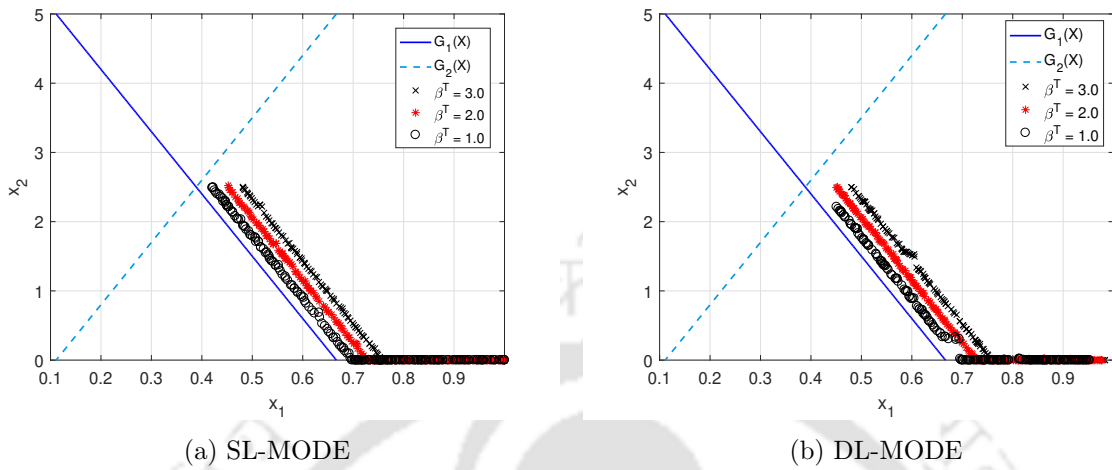 5
4
3
2
1
0
x2
0.1 0.2 0.3 0.4 0.5 0.6 0.7 0.8 0.9
x1
G1(X)
G2(X)
βT = 3.0
βT = 2.0
βT = 1.0
(a) SL-MODE
5
4
3
2
1
0
x2
0.1 0.2 0.3 0.4 0.5 0.6 0.7 0.8 0.9
x1
G1(X)
G2(X)
βT = 3.0
βT = 2.0
βT = 1.0
(b) DL-MODE